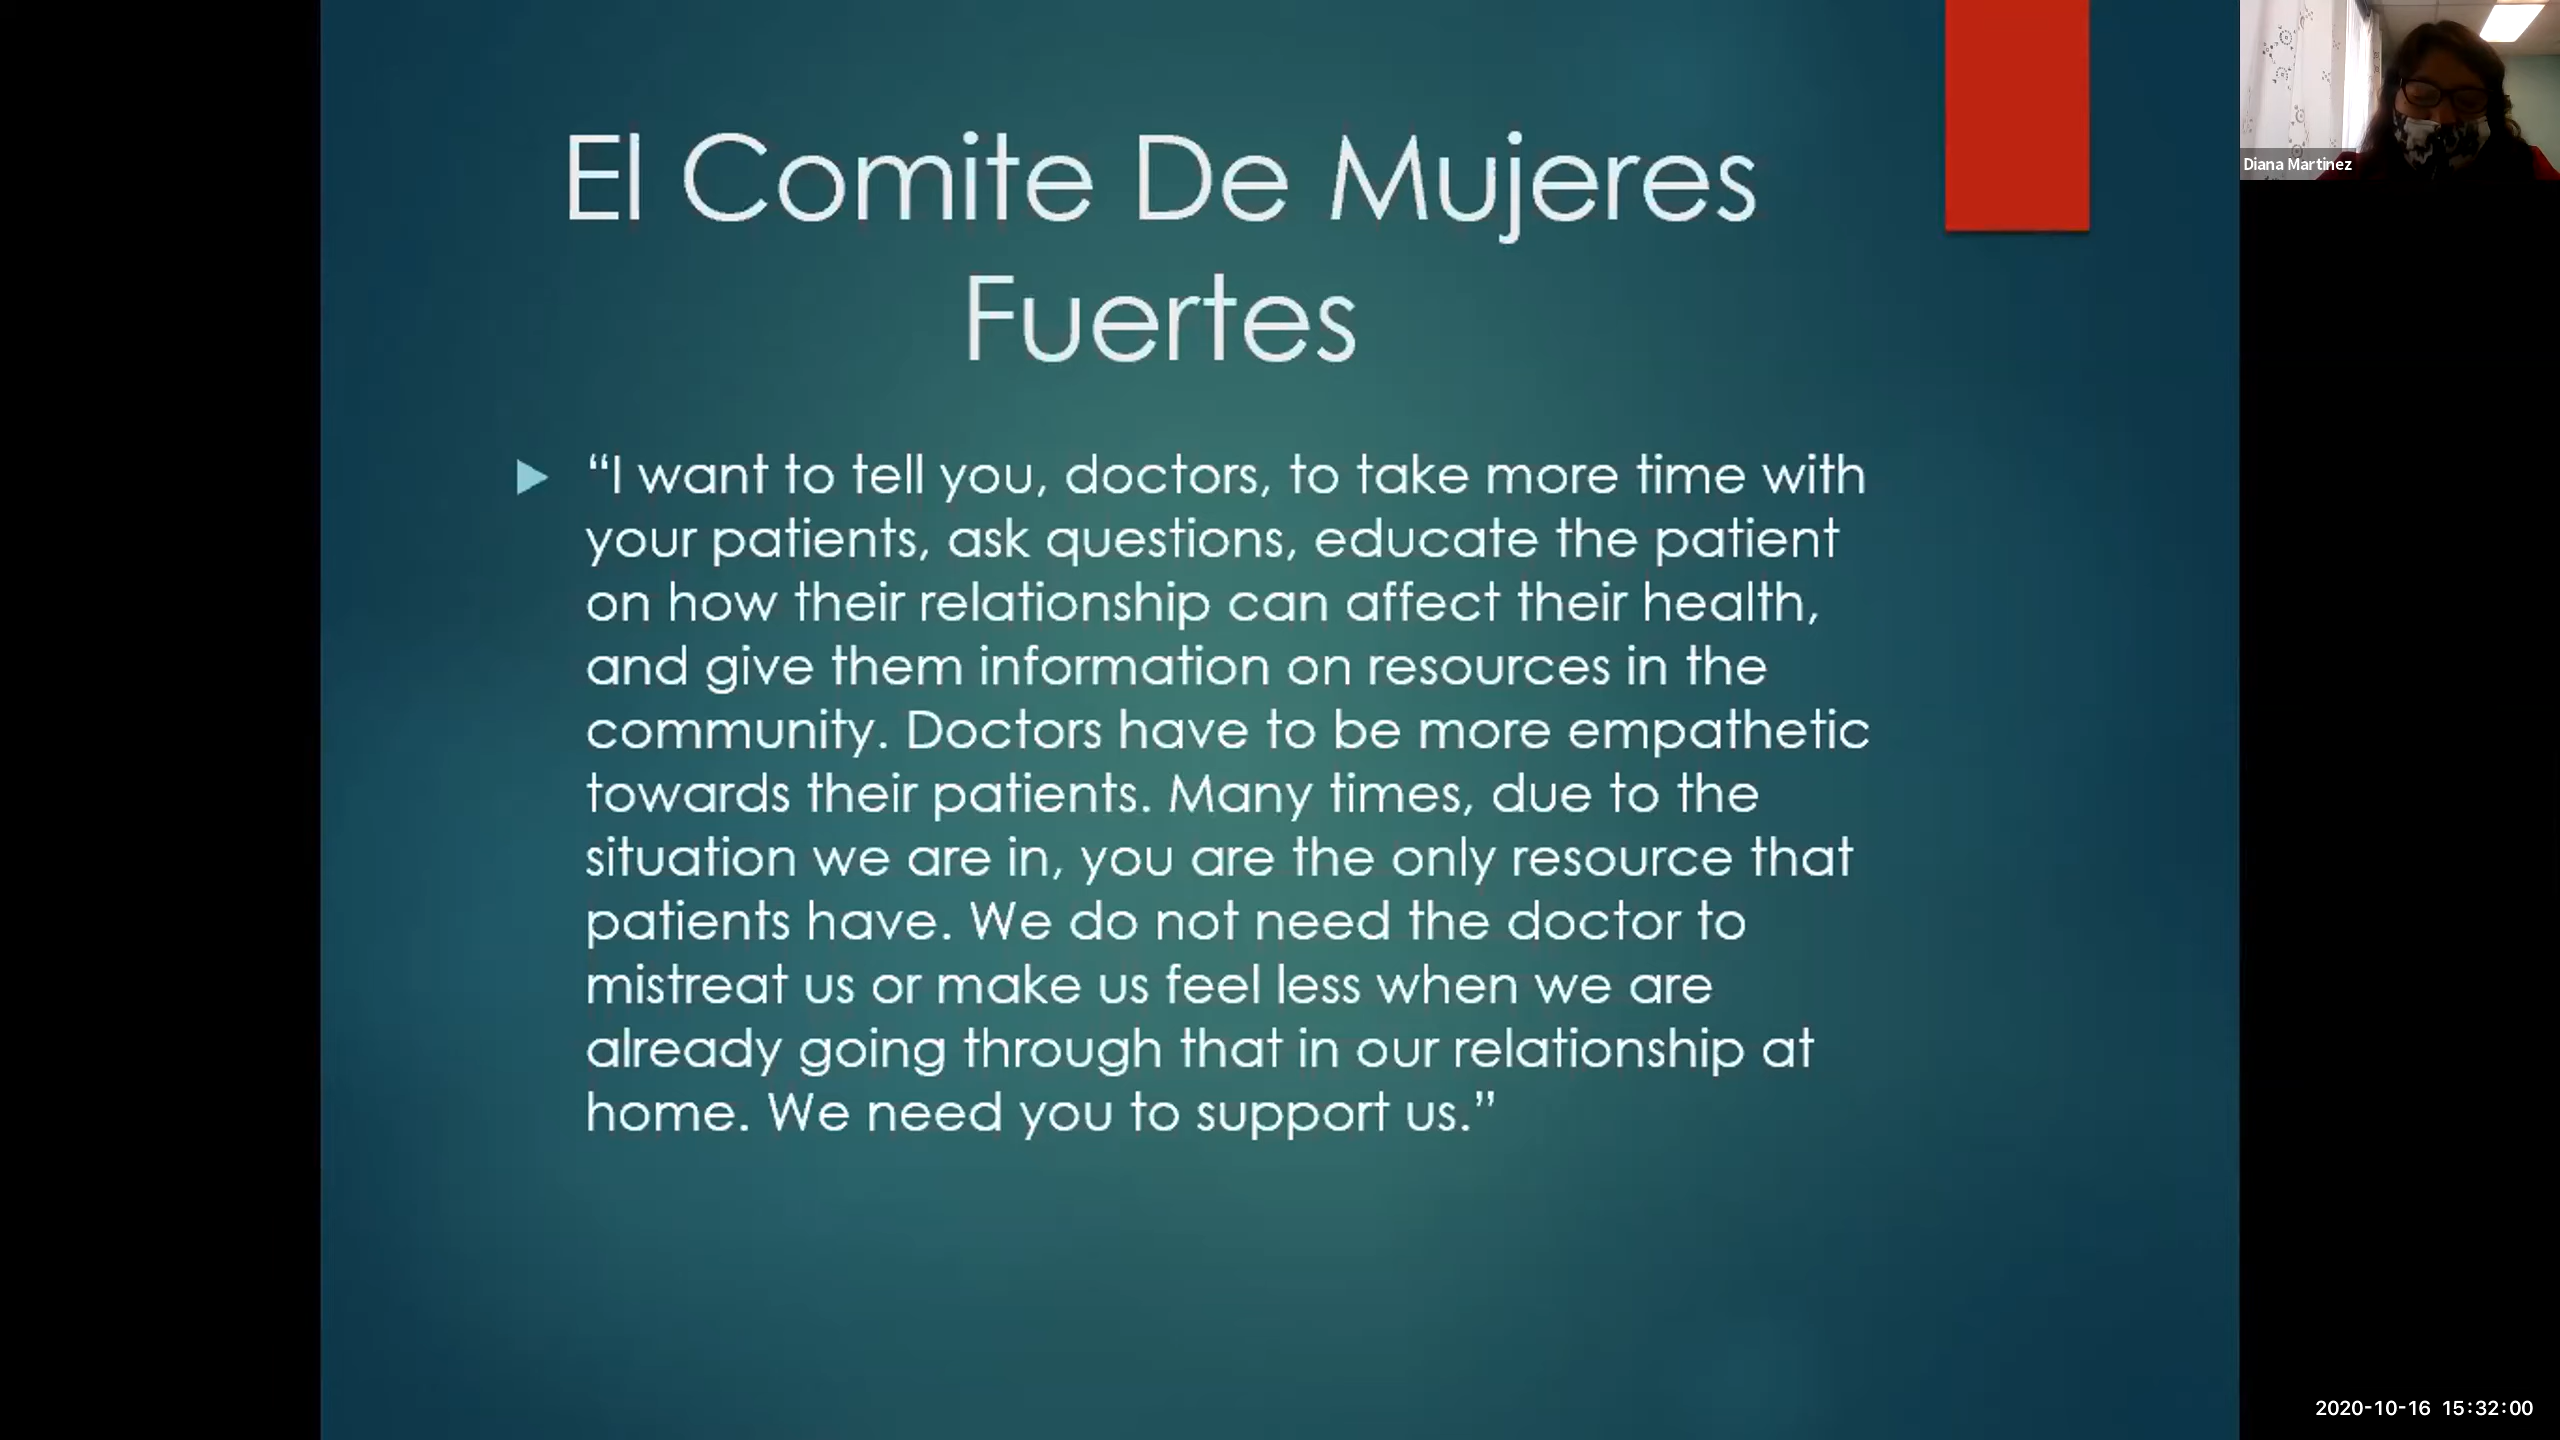 El Comite De Mujeres
Fuertes
“I want to tell you, doctors, to take more time with
your patients, ask questions, educate the patient
on how their relationship can affect their health,
and give them information on resources in the
community. Doctors have to be more empathetic
towards their patients. Many times, due to the
situation we are in, you are the only resource that
patients have. We do not need the doctor to
mistreat us or make us feel less when we are
already going through that in our relationship at
home. We need you to support us.”
Diana Martinez
2020-10-16 15:32:00